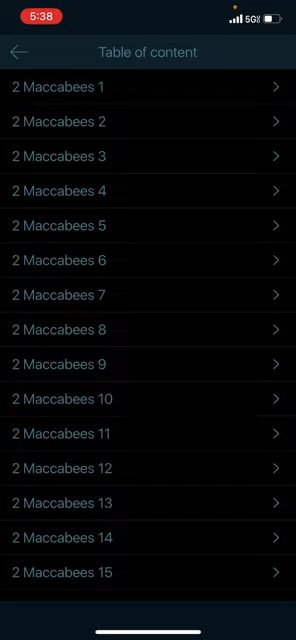 5:38
5G
Table of content
2 Maccabees 1
2 Maccabees 2
2 Maccabees 3
2 Maccabees 4
2 Maccabees 5
2 Maccabees 6
2 Maccabees 7
2 Maccabees 8
2 Maccabees 9
2 Maccabees 10
2 Maccabees 11
2 Maccabees 12
2 Maccabees 13
2 Maccabees 14
2 Maccabees 15